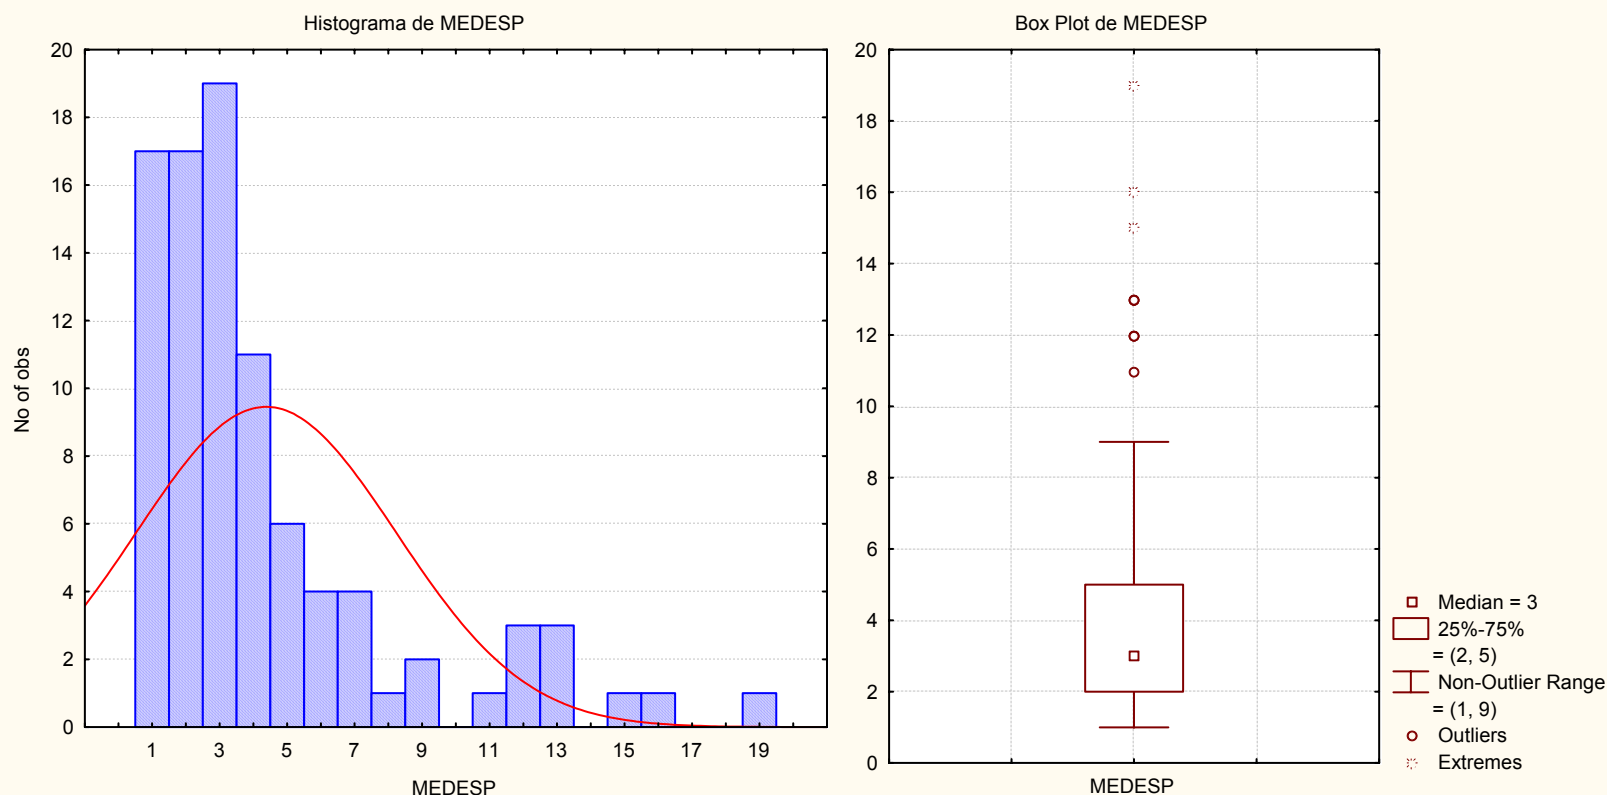 Histograma de MEDESP
20
18
16
14
12
10
8
6
4
2
0
No of obs
1 3 5 7 9 11 13 15 17 19
MEDESP
Box Plot de MEDESP
20
18
16
14
12
10
8
6
4
2
0
MEDESP
Median = 3
25%-75%
= (2, 5)
Non-Outlier Range
= (1, 9)
Outliers
Extremes